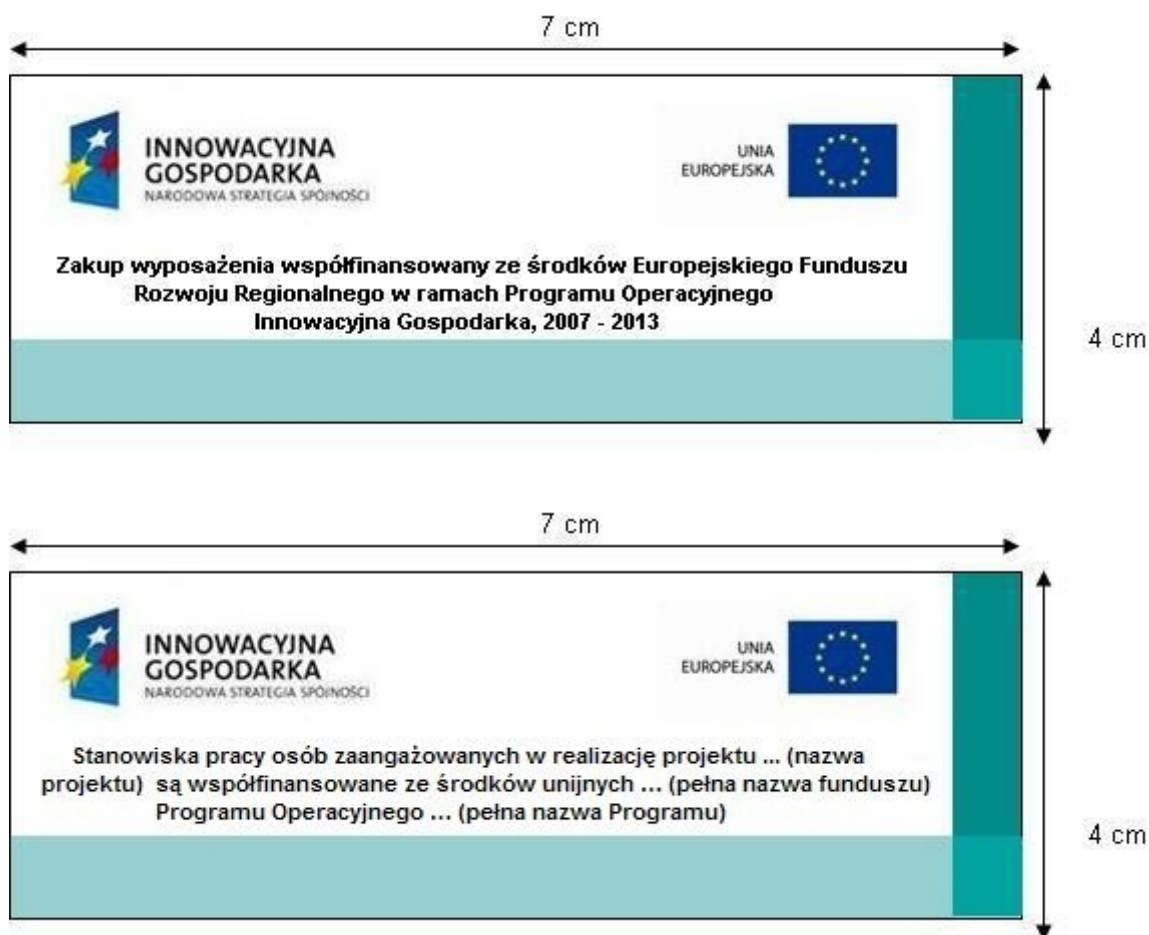 7 cm
INNOWACYJNA
GOSPODARKA
NARODOWA STRATEGIA SPÓJNOŚCI
UNIA
EUROPEJSKA
Zakup wyposażenia współfinansowany ze środków Europejskiego Funduszu
Rozwoju Regionalnego w ramach Programu Operacyjnego
Innowacyjna Gospodarka, 2007 - 2013
4 cm
7 cm
INNOWACYJNA
GOSPODARKA
NARODOWA STRATEGIA SPÓJNOŚCI
UNIA
EUROPEJSKA
Stanowiska pracy osób zaangażowanych w realizację projektu ... (nazwa
projektu) są współfinansowane ze środków unijnych ... (pełna nazwa funduszu)
Programu Operacyjnego ... (pełna nazwa Programu)
4 cm